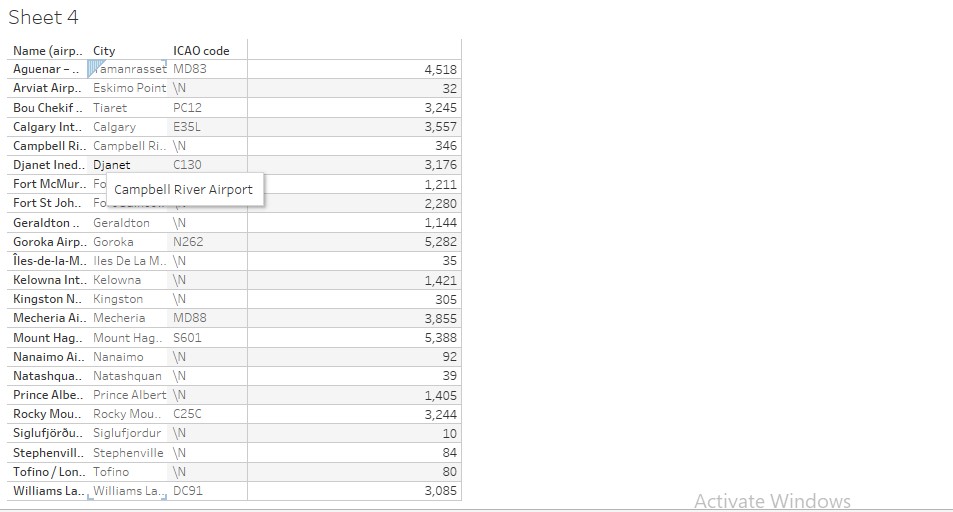 Sheet 4
Name (airp.. City ICAO code
Aguenar – .. Tamanrasset MD83 4,518
Arviat Airp.. Eskimo Point \N 32
Bou Chekif .. Tiaret PC12 3,245
Calgary Int.. Calgary E35L 3,557
Campbell Ri.. Campbell Ri.. \N 346
Djanet Ined.. Djanet C130 3,176
Fort McMur.. Fo 1,211
Campbell River Airport
Fort St Joh.. \N 2,280
Geraldton .. Geraldton \N 1,144
Goroka Airp.. Goroka N262 5,282
Îles-de-la-M.. Iles De La M.. \N 35
Kelowna Int.. Kelowna \N 1,421
Kingston N.. Kingston \N 305
Mecheria Ai.. Mecheria MD88 3,855
Mount Hag.. Mount Hag.. S601 5,388
Nanaimo Ai.. Nanaimo \N 92
Natashqua.. Natashquan \N 39
Prince Albe.. Prince Albert \N 1,405
Rocky Mou.. Rocky Mou.. C25C 3,244
Siglufjörðu.. Siglufjordur \N 10
Stephenvill.. Stephenville \N 84
Tofino / Lon.. Tofino \N 80
Williams La.. Williams La.. DC91 3,085
Activate Windows